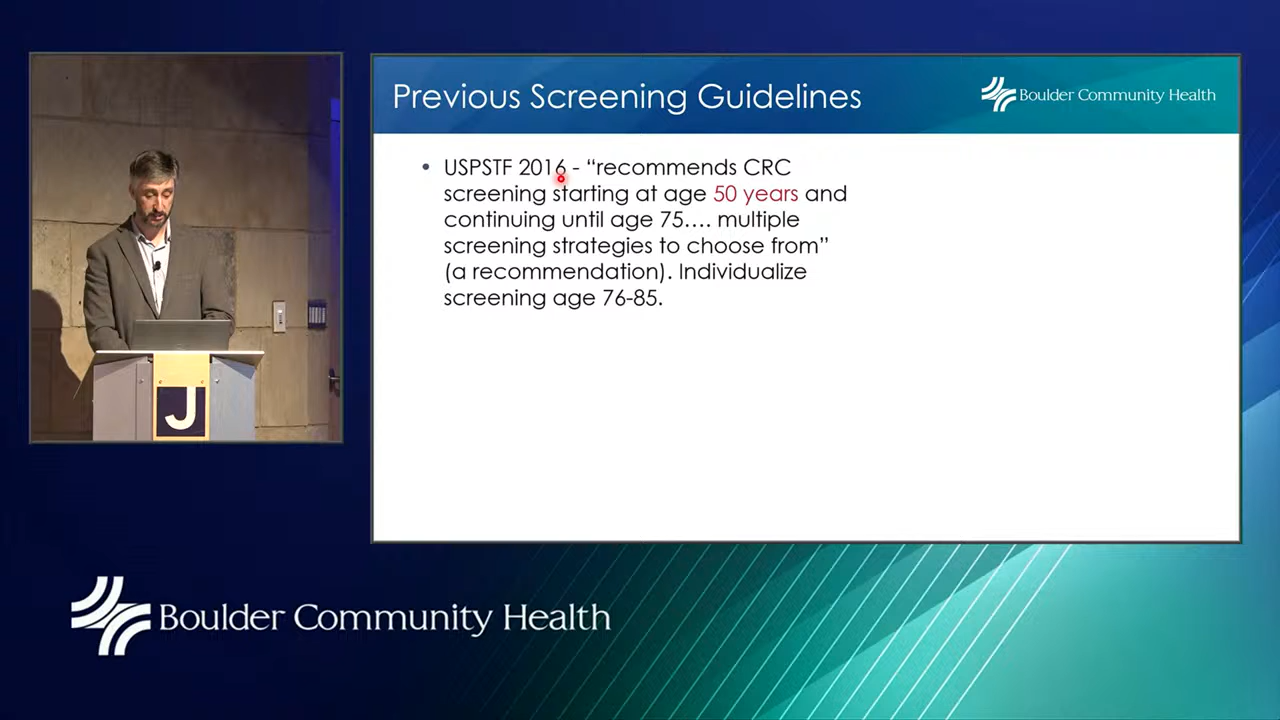 Previous Screening Guidelines
Boulder Community Health
• USPSTF 2016 - “recommends CRC
screening starting at age 50 years and
continuing until age 75…. multiple
screening strategies to choose from”
(a recommendation). Individualize
screening age 76-85.
J
Boulder Community Health